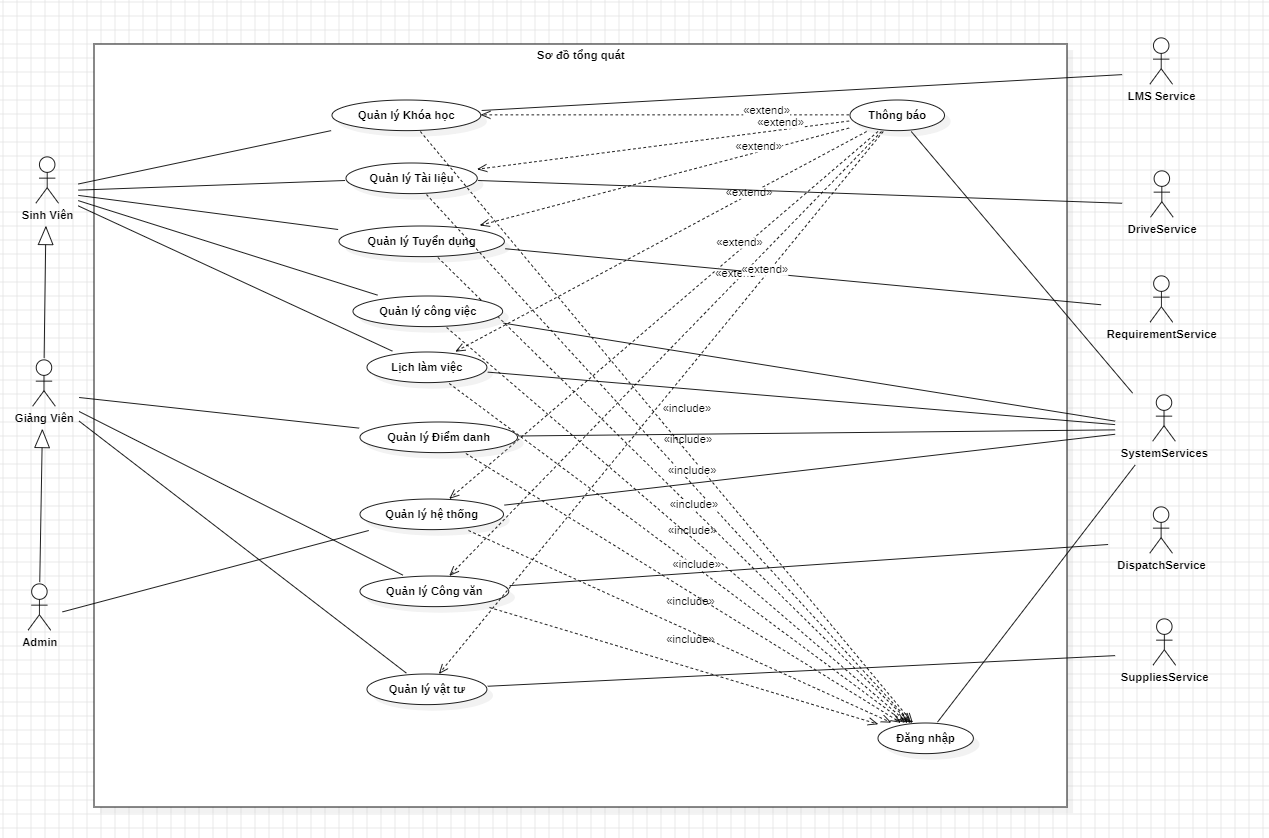 Sơ đồ tổng quát
LMS Service
Quản lý Khóa học
«extend»
Thông báo
«extend»
«extend»
Quản lý Tài liệu
«extend»
Sinh Viên
DriveService
Quản lý Tuyển dụng
«extend»
«extend»
Quản lý công việc
RequirementService
Lịch làm việc
«include»
Giảng Viên
Quản lý Điểm danh
«include»
SystemServices
«include»
Quản lý hệ thống
«include»
«include»
«include»
DispatchService
Quản lý Công văn
«include»
Admin
«include»
SuppliesService
Quản lý vật tư
Đăng nhập